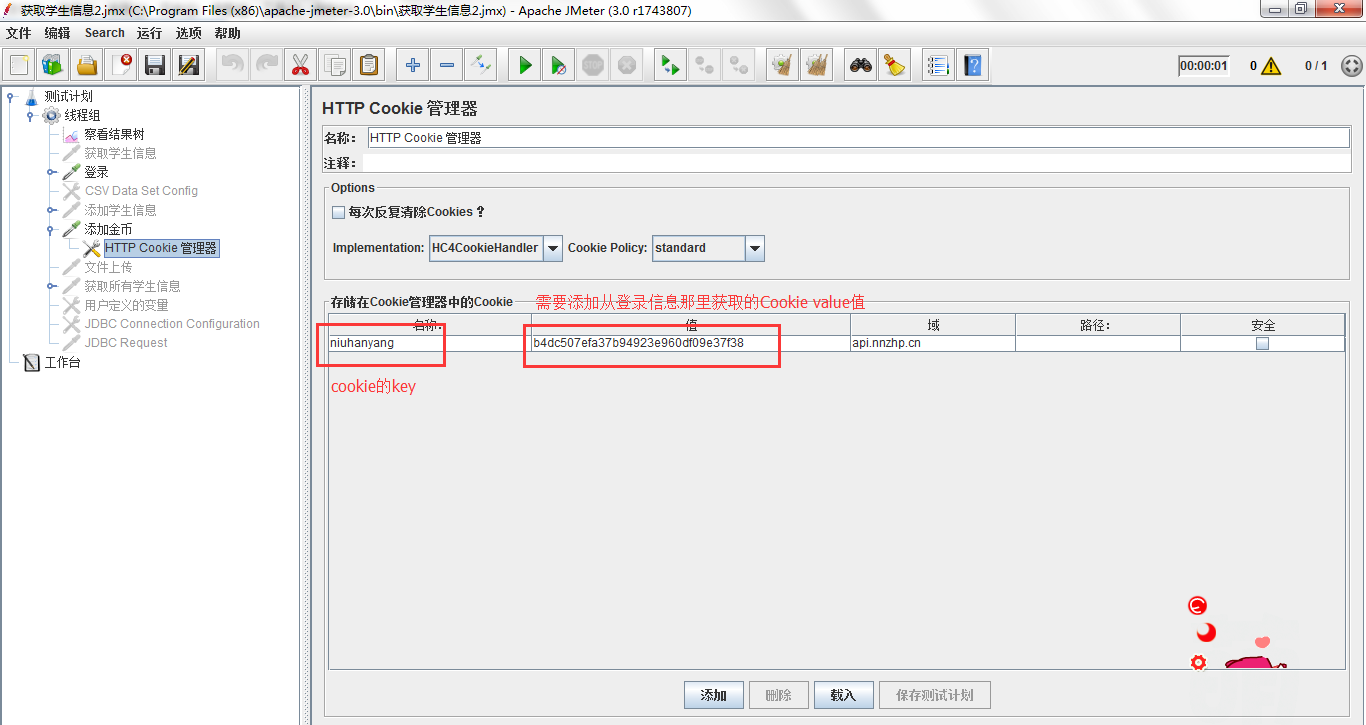 获取学生信息2.jmx (C:\Program Files (x86)\apache-jmeter-3.0\bin\获取学生信息2.jmx) - Apache JMeter (3.0 r1743807)
文件 编辑 Search 运行 选项 帮助
STOP 00:00:01 0 0 / 1
测试计划
线程组
察看结果树
获取学生信息
登录
CSV Data Set Config
添加学生信息
添加金币
HTTP Cookie 管理器
文件上传
获取所有学生信息
用户定义的变量
JDBC Connection Configuration
JDBC Request
工作台
HTTP Cookie 管理器
名称： HTTP Cookie 管理器
注释：
Options
每次反复清除Cookies？
Implementation: HC4CookieHandler Cookie Policy: standard
存储在Cookie管理器中的Cookie 需要添加从登录信息那里获取的Cookie value值
名称： 值 域 路径： 安全
niuhanyang b4dc507efa37b94923e960df09e37f38 api.nnzhp.cn
cookie的key
添加 删除 载入 保存测试计划